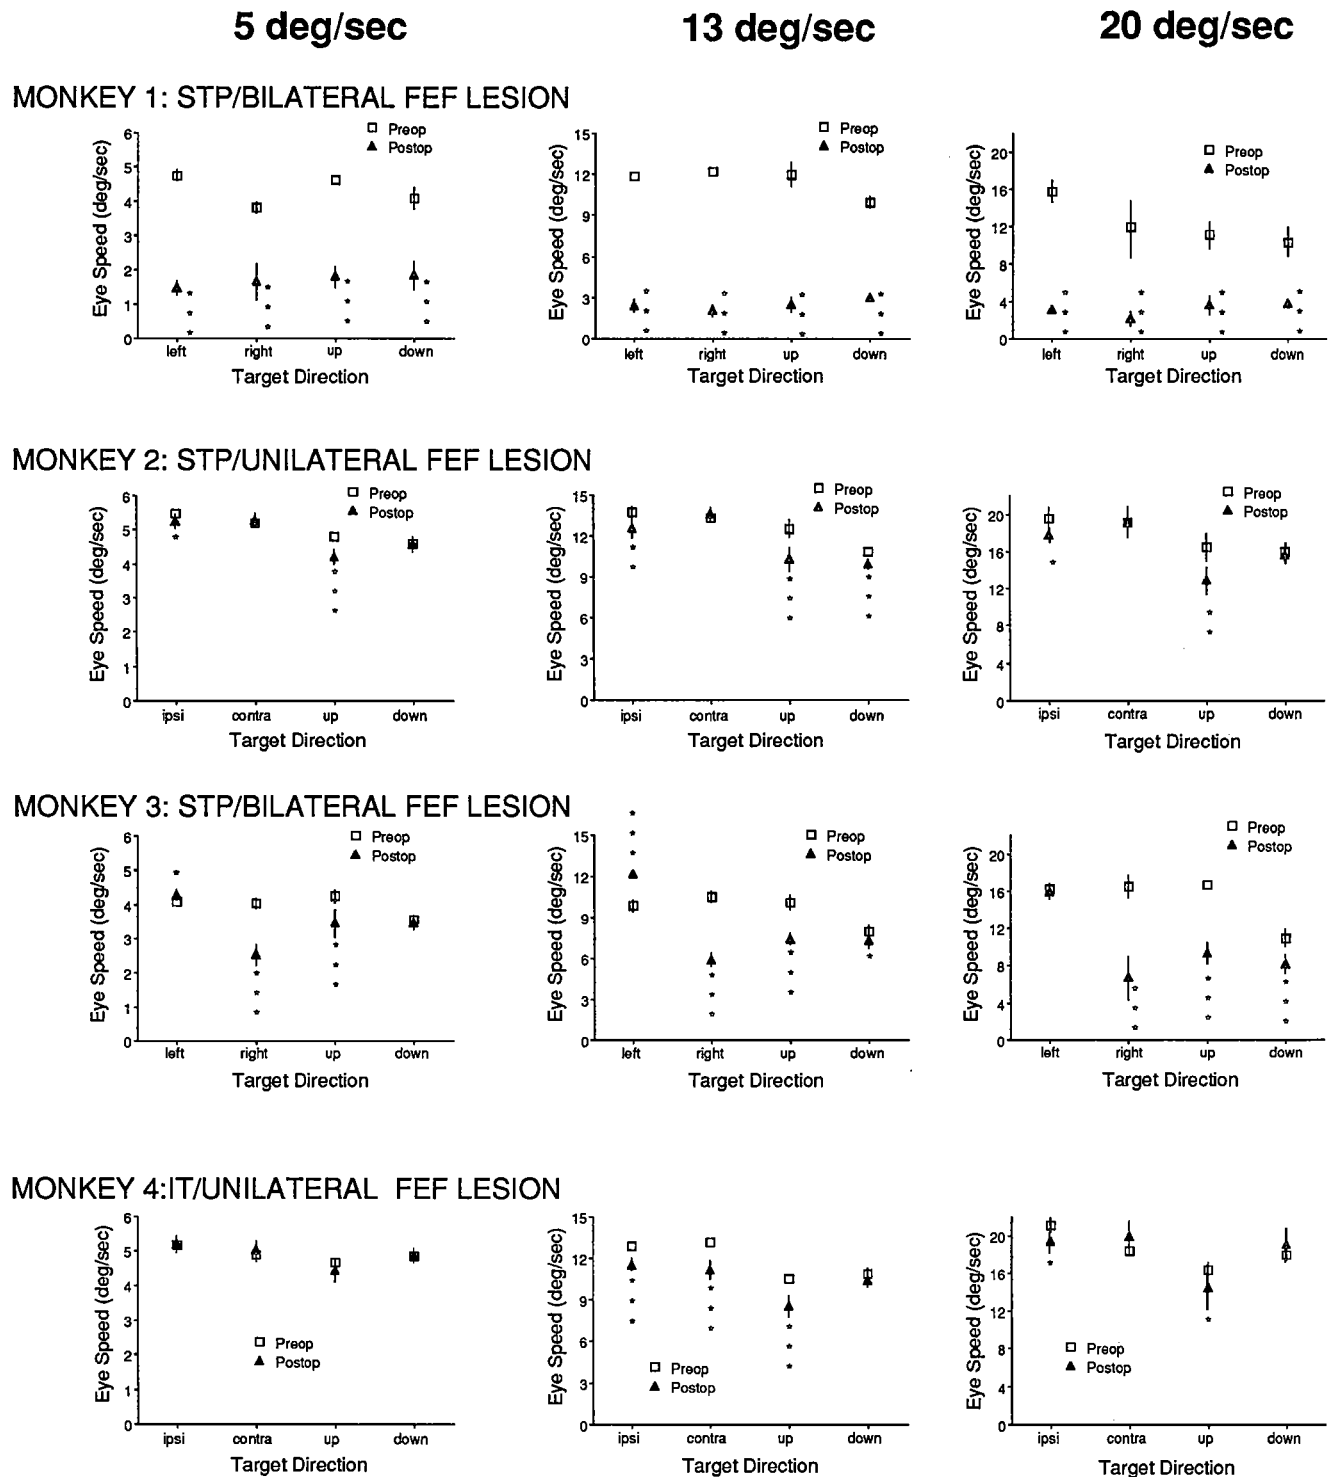 5 deg/sec
13 deg/sec
20 deg/sec
MONKEY 1: STP/BILATERAL FEF LESION
Eye Speed (deg/sec)
6
5
4
3
2
1
0
Preop
Postop
left right up down
Target Direction
Eye Speed (deg/sec)
15
12
9
6
3
0
Preop
Postop
left right up down
Target Direction
Eye Speed (deg/sec)
20
16
12
8
4
0
Preop
Postop
left right up down
Target Direction
MONKEY 2: STP/UNILATERAL FEF LESION
Eye Speed (deg/sec)
6
5
4
3
2
1
0
Preop
Postop
ipsi contra up down
Target Direction
Eye Speed (deg/sec)
15
12
9
6
3
0
Preop
Postop
ipsi contra up down
Target Direction
Eye Speed (deg/sec)
20
16
12
8
4
0
Preop
Postop
ipsi contra up down
Target Direction
MONKEY 3: STP/BILATERAL FEF LESION
Eye Speed (deg/sec)
6
5
4
3
2
1
0
Preop
Postop
left right up down
Target Direction
Eye Speed (deg/sec)
15
12
9
6
3
0
Preop
Postop
left right up down
Target Direction
Eye Speed (deg/sec)
20
16
12
8
4
0
Preop
Postop
left right up down
Target Direction
MONKEY 4:IT/UNILATERAL FEF LESION
Eye Speed (deg/sec)
6
5
4
3
2
1
0
Preop
Postop
ipsi contra up down
Target Direction
Eye Speed (deg/sec)
15
12
9
6
3
0
Preop
Postop
ipsi contra up down
Target Direction
Eye Speed (deg/sec)
20
16
12
8
4
0
Preop
Postop
ipsi contra up down
Target Direction